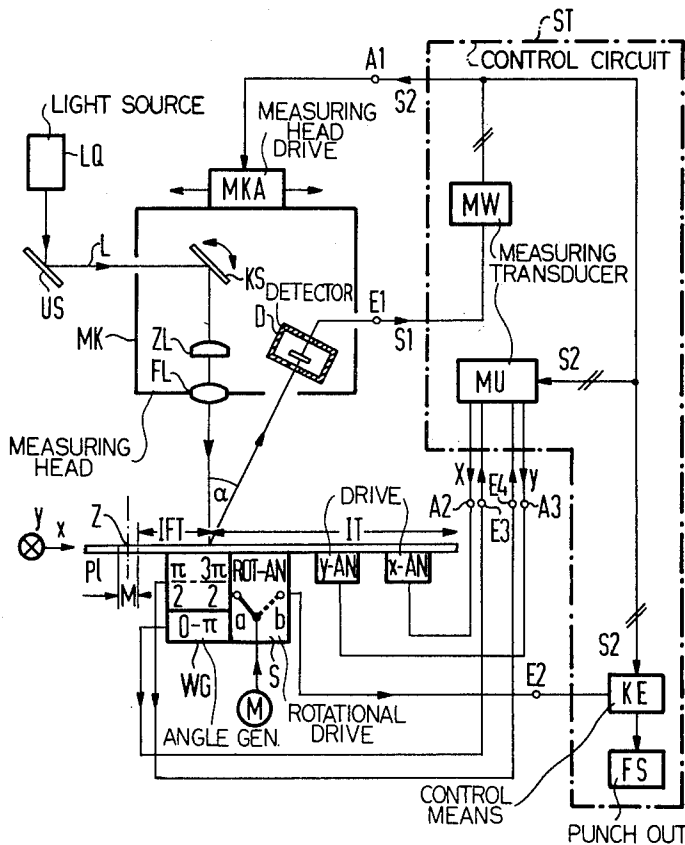 ST
CONTROL CIRCUIT
A1
S2
LIGHT SOURCE
LQ
MEASURING
HEAD
DRIVE
MKA
MW
L
US
KS
MEASURING
TRANSDUCER
DETECTOR
D
E1
S1
MK
ZL
FL
MU
S2
MEASURING
HEAD
α
X
y
E4
A2
E3
A3
DRIVE
y
x
Z
IFT
IT
Pl
M
π/2 - 3π/2
ROT-AN
y-AN
x-AN
a
b
0-π
S2
WG
S
E2
KE
M
ROTATIONAL
DRIVE
ANGLE GEN.
FS
CONTROL
MEANS
PUNCH OUT